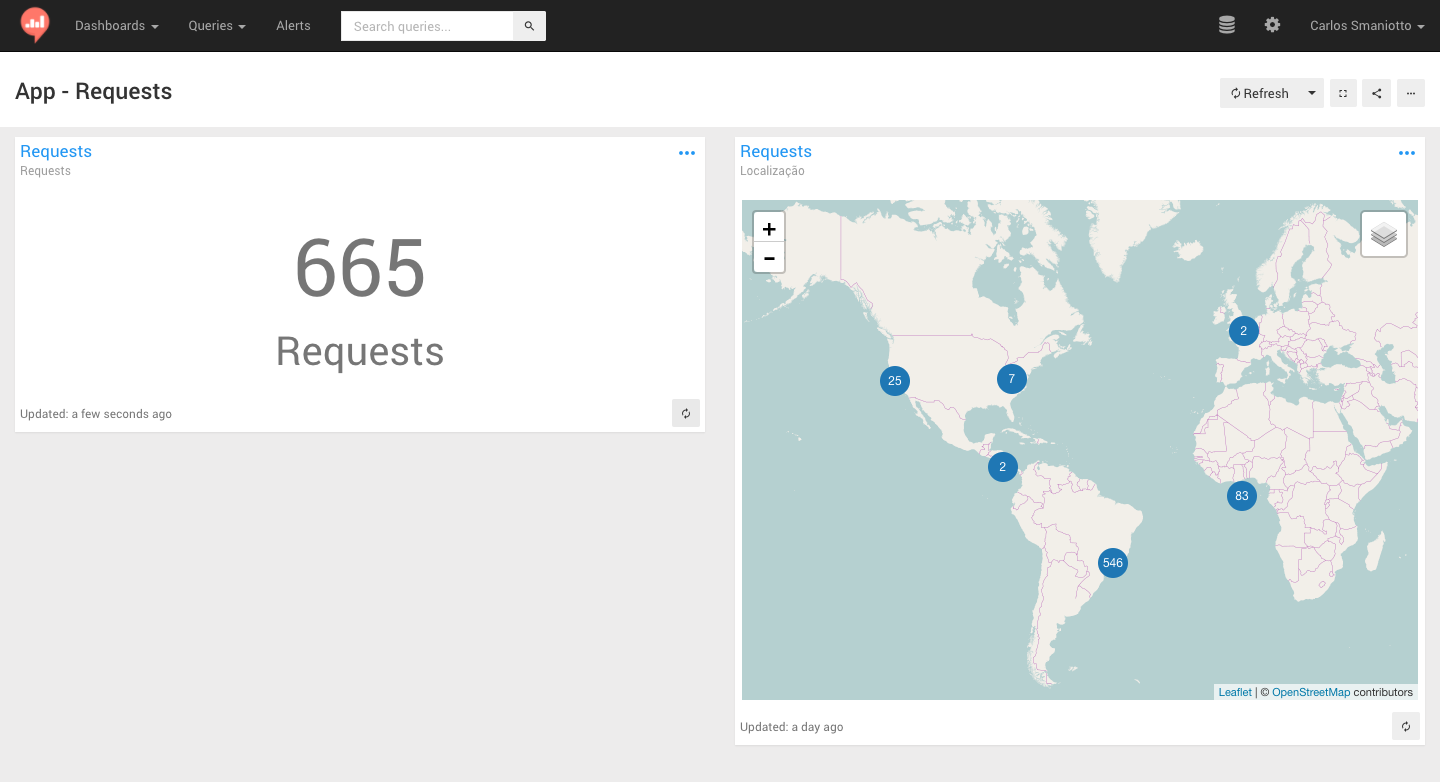 Dashboards Queries Alerts Search queries... Carlos Smaniotto
App - Requests
Refresh
Requests
Requests
665
Requests
Updated: a few seconds ago
Requests
Localização
+
-
2
25
7
2
83
546
Leaflet | © OpenStreetMap contributors
Updated: a day ago